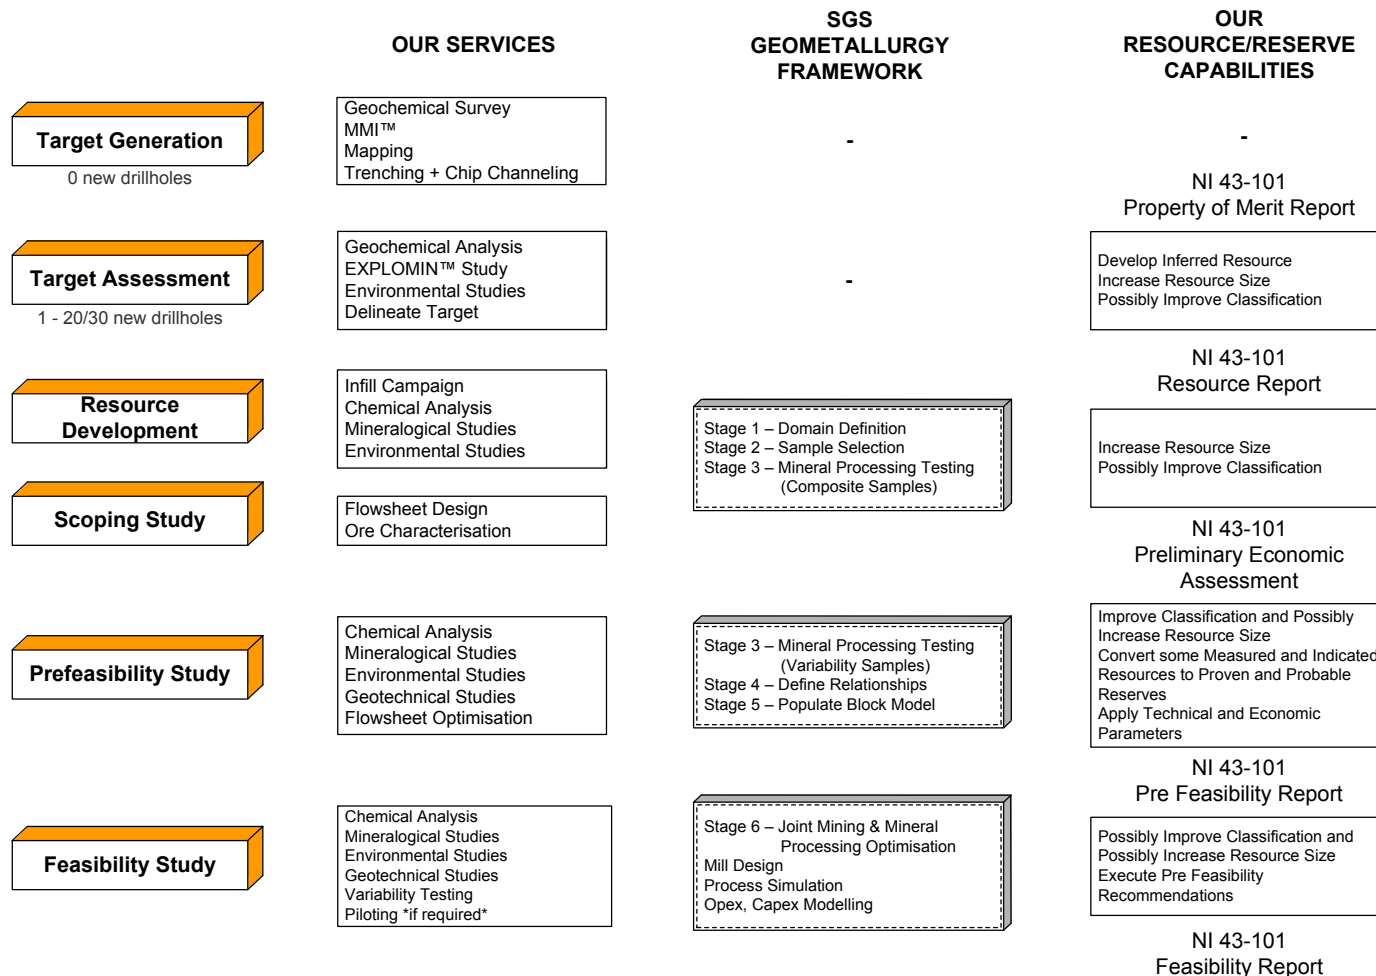 OUR SERVICES
SGS
GEOMETALLURGY
FRAMEWORK
OUR
RESOURCE/RESERVE
CAPABILITIES
Target Generation
0 new drillholes
Geochemical Survey
MMI™
Mapping
Trenching + Chip Channeling
-
-
NI 43-101
Property of Merit Report
Target Assessment
1 - 20/30 new drillholes
Geochemical Analysis
EXPLOMIN™ Study
Environmental Studies
Delineate Target
-
Develop Inferred Resource
Increase Resource Size
Possibly Improve Classification
NI 43-101
Resource Report
Resource
Development
Infill Campaign
Chemical Analysis
Mineralogical Studies
Environmental Studies
Stage 1 – Domain Definition
Stage 2 – Sample Selection
Stage 3 – Mineral Processing Testing
(Composite Samples)
Increase Resource Size
Possibly Improve Classification
Scoping Study
Flowsheet Design
Ore Characterisation
NI 43-101
Preliminary Economic
Assessment
Prefeasibility Study
Chemical Analysis
Mineralogical Studies
Environmental Studies
Geotechnical Studies
Flowsheet Optimisation
Stage 3 – Mineral Processing Testing
(Variability Samples)
Stage 4 – Define Relationships
Stage 5 – Populate Block Model
Improve Classification and Possibly
Increase Resource Size
Convert some Measured and Indicated
Resources to Proven and Probable
Reserves
Apply Technical and Economic
Parameters
NI 43-101
Pre Feasibility Report
Feasibility Study
Chemical Analysis
Mineralogical Studies
Environmental Studies
Geotechnical Studies
Variability Testing
Piloting *if required*
Stage 6 – Joint Mining & Mineral
Processing Optimisation
Mill Design
Process Simulation
Opex, Capex Modelling
Possibly Improve Classification and
Possibly Increase Resource Size
Execute Pre Feasibility
Recommendations
NI 43-101
Feasibility Report